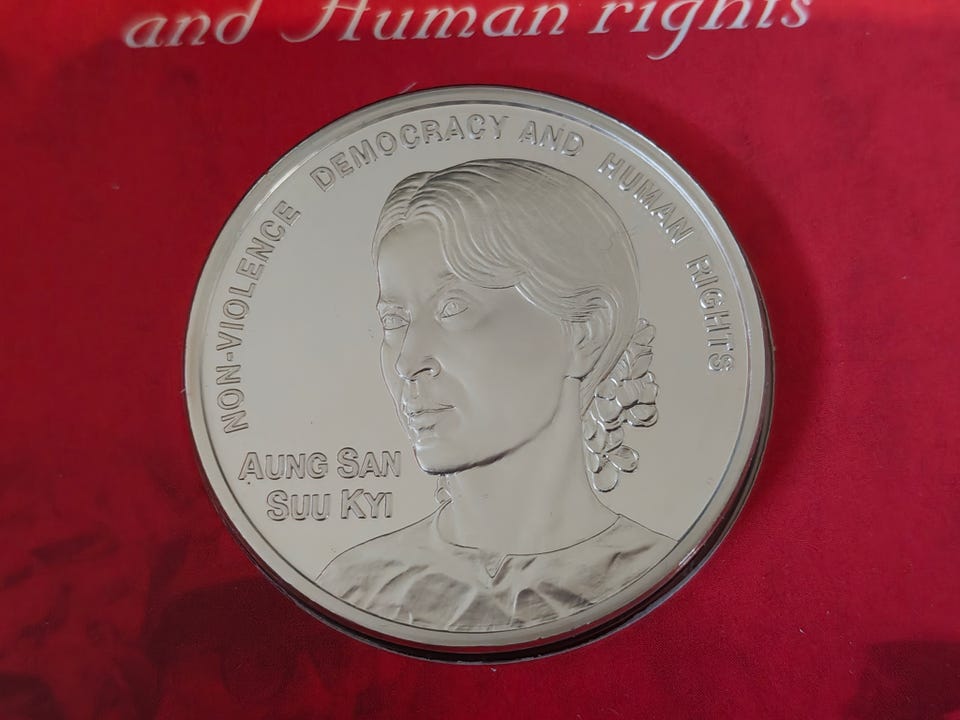 and Human rights
NON-VIOLENCE DEMOCRACY AND HUMAN RIGHTS
AUNG SAN
SUU KYI